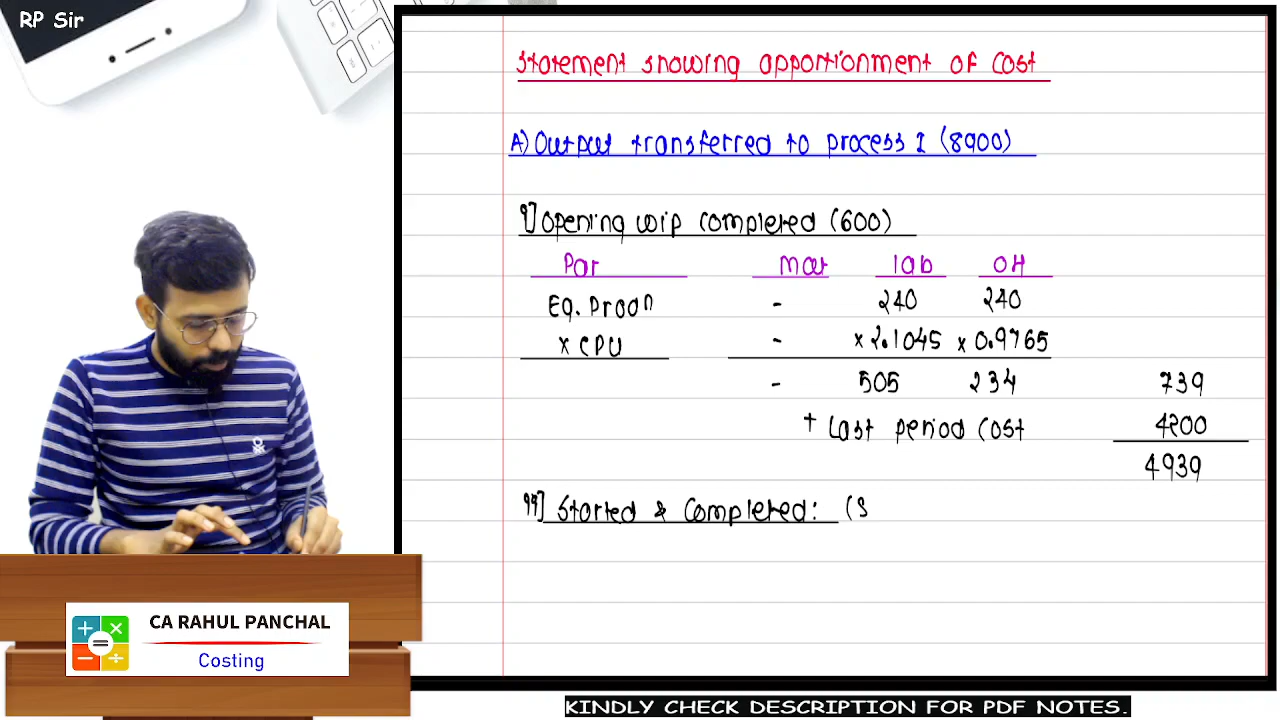 RP Sir
Statement showing apportionment of cost
A) Output transferred to process I (8900)
i] opening wip completed (600)
Par Mat lab OH
Eq. Prodn - 240 240
x CPU - x 2.1045 x 0.9765
- 505 234 739
+ Last period cost 4200
4939
ii] Started & Completed: (
CA RAHUL PANCHAL
Costing
KINDLY CHECK DESCRIPTION FOR PDF NOTES.